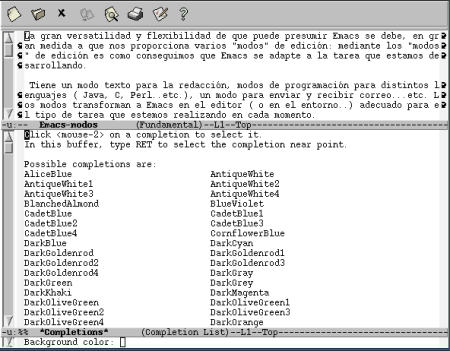 La gran versatilidad y flexibilidad de que puede presumir Emacs se debe, en gr
an medida a que nos proporciona varios "modos" de edición: mediante los "modos
" de edición es como conseguimos que Emacs se adapte a la tarea que estamos de
sarrollando.
Tiene un modo texto para la redacción, modos de programación para distintos l
enguajes ( Java, C, Perl..etc.), un modo para enviar y recibir correo...etc. L
os modos transforman a Emacs en el editor ( o en el entorno..) adecuado para e
l tipo de tarea que estemos realizando en cada momento.
-u:-- Emacs-modos (Fundamental)--L1--Top
Click <mouse-2> on a completion to select it.
In this buffer, type RET to select the completion near point.
Possible completions are:
AliceBlue AntiqueWhite
AntiqueWhite1 AntiqueWhite2
AntiqueWhite3 AntiqueWhite4
BlanchedAlmond BlueViolet
CadetBlue CadetBlue1
CadetBlue2 CadetBlue3
CadetBlue4 CornflowerBlue
DarkBlue DarkCyan
DarkGoldenrod DarkGoldenrod1
DarkGoldenrod2 DarkGoldenrod3
DarkGoldenrod4 DarkGray
DarkGreen DarkGrey
DarkKhaki DarkMagenta
DarkOliveGreen DarkOliveGreen1
DarkOliveGreen2 DarkOliveGreen3
DarkOliveGreen4 DarkOrange
-u:%% *Completions* (Completion List)--L1--Top
Background color: